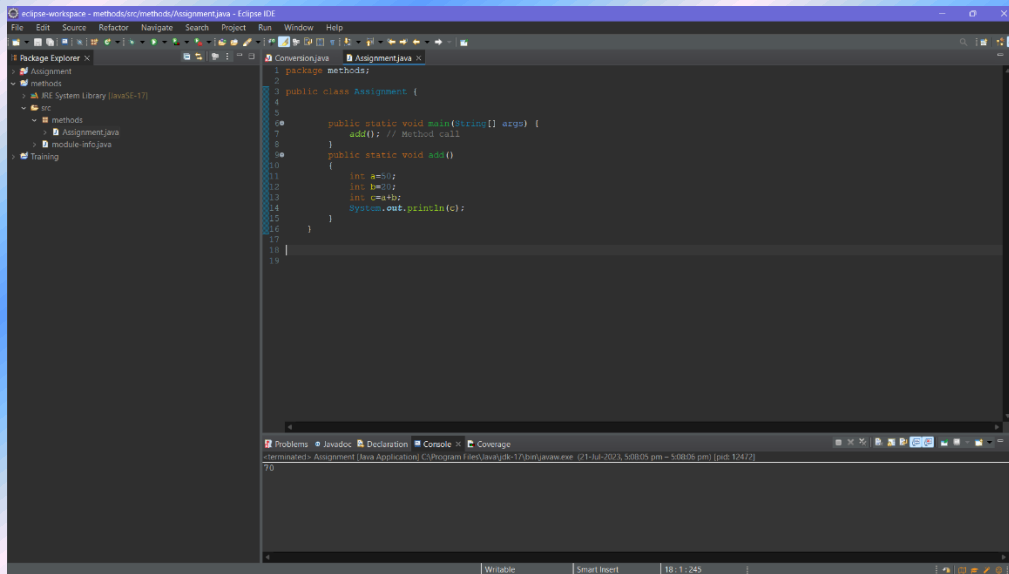 eclipse-workspace - methods/src/methods/Assignment.java - Eclipse IDE
File Edit Source Refactor Navigate Search Project Run Window Help
Package Explorer
Assignment
methods
JRE System Library [JavaSE-17]
src
methods
Assignment.java
module-info.java
Training
Conversion.java Assignment.java
1 package methods;
2
3 public class Assignment {
4
5
6 public static void main(String[] args) {
7 add(); // Method call
8 }
9 public static void add()
10 {
11 int a=50;
12 int b=20;
13 int c=a+b;
14 System.out.println(c);
15 }
16 }
17
18
19
Problems Javadoc Declaration Console Coverage
<terminated> Assignment [Java Application] C:\Program Files\Java\jdk-17\bin\javaw.exe (21-Jul-2023, 5:08:05 pm – 5:08:06 pm) [pid: 12472]
70
Writable Smart Insert 18 : 1 : 245